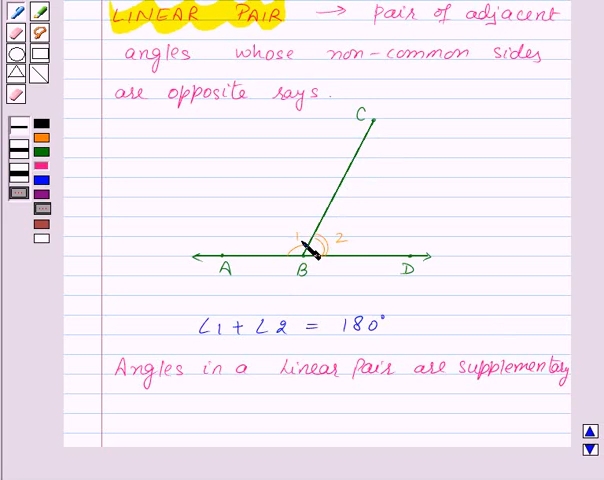 LINEAR PAIR → pair of adjacent
angles whose non-common sides
are opposite says.
C
1 2
A B D
∠1 + ∠2 = 180°
Angles in a Linear Pair are supplementary